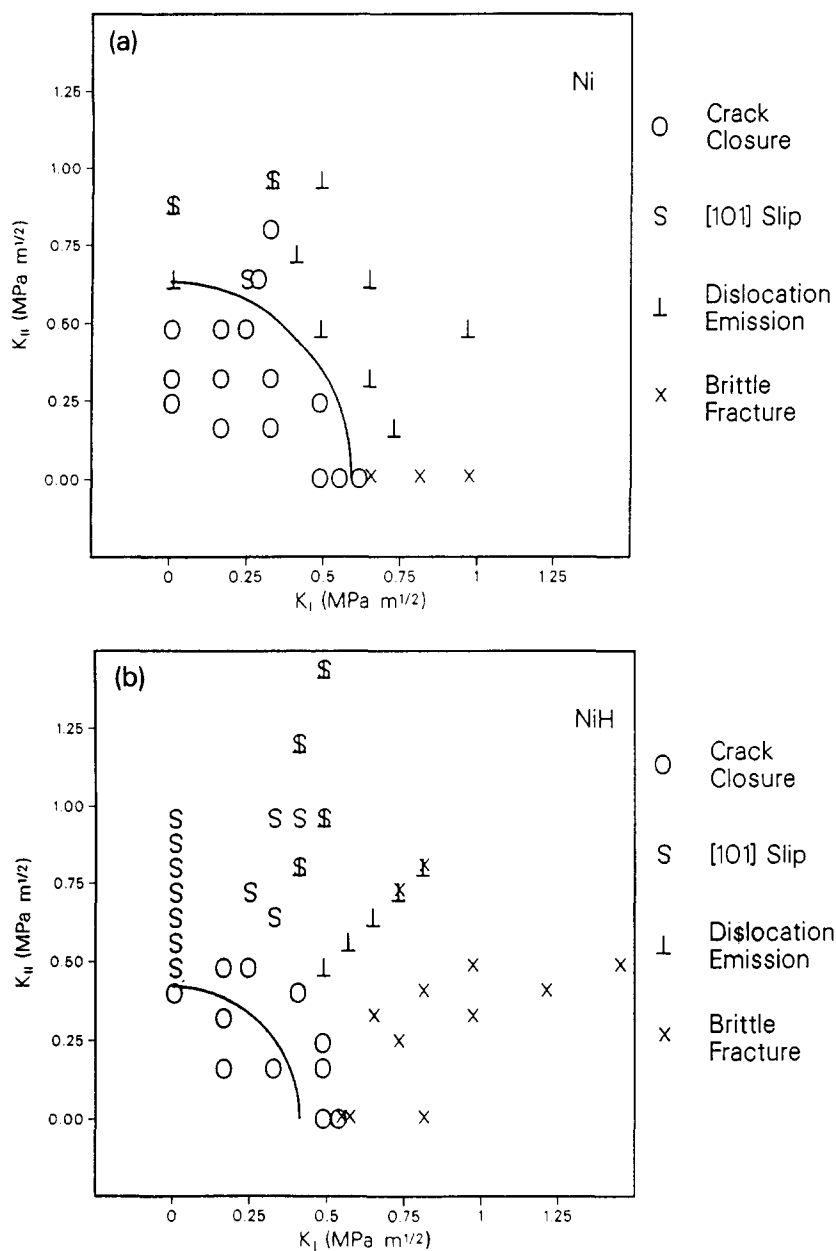 (a)
Ni
1.25
1.00
0.75
0.50
0.25
0.00
K_II (MPa m^1/2)
0
0.25
0.5
0.75
1
1.25
K_I (MPa m^1/2)
O Crack
Closure
S [101] Slip
⊥ Dislocation
Emission
x Brittle
Fracture
(b)
NiH
1.25
1.00
0.75
0.50
0.25
0.00
K_II (MPa m^1/2)
0
0.25
0.5
0.75
1
1.25
K_I (MPa m^1/2)
O Crack
Closure
S [101] Slip
⊥ Dislocation
Emission
x Brittle
Fracture